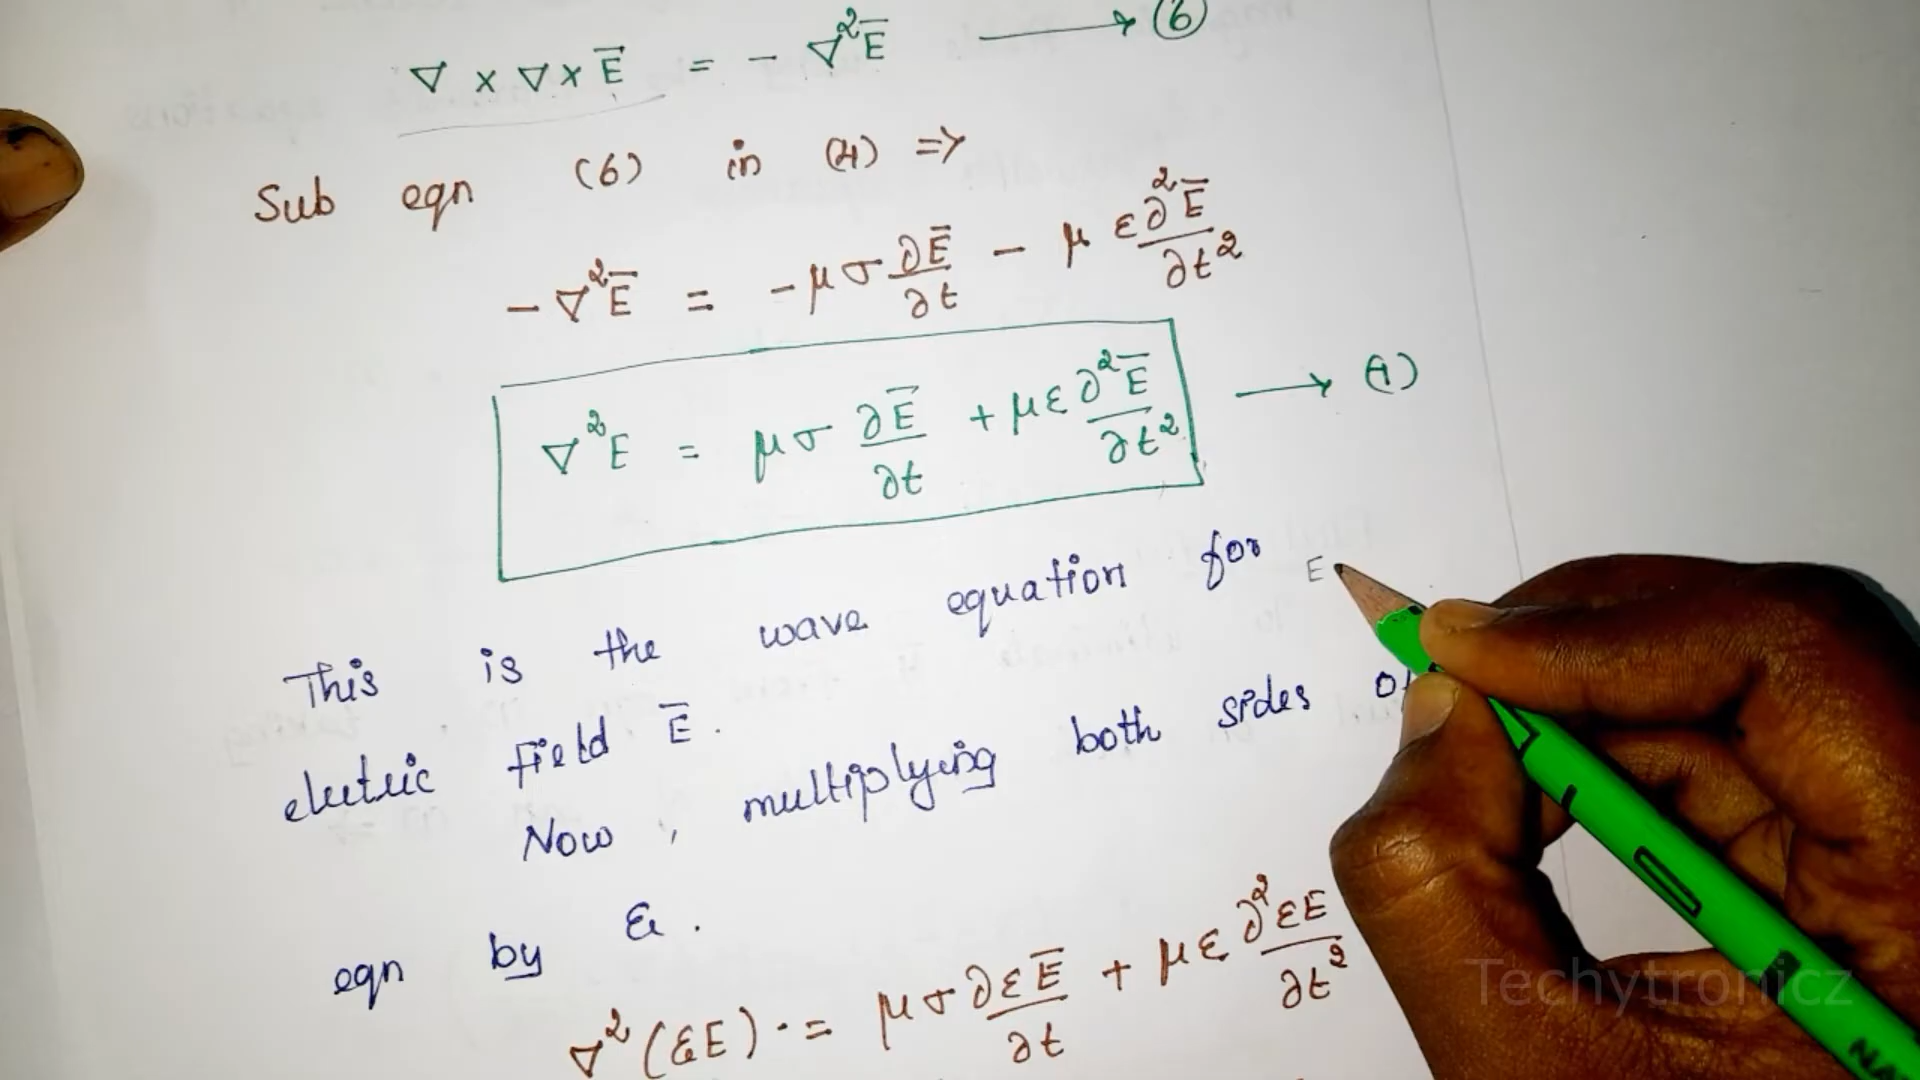 ∇ × ∇ × E̅ = - ∇²E̅ → (6)
Sub eqn (6) in (4) =>
- ∇²E̅ = - μσ ∂E̅/∂t - μ ε ∂²E̅/∂t²
∇²E = μσ ∂E̅/∂t + με ∂²E̅/∂t² →
This is the wave equation for E
electric field E̅.
Now, multiplying both sides
eqn by ε.
∇²(εE) · = μσ ∂εE̅/∂t + με ∂²εE/∂t²
Techytronicz